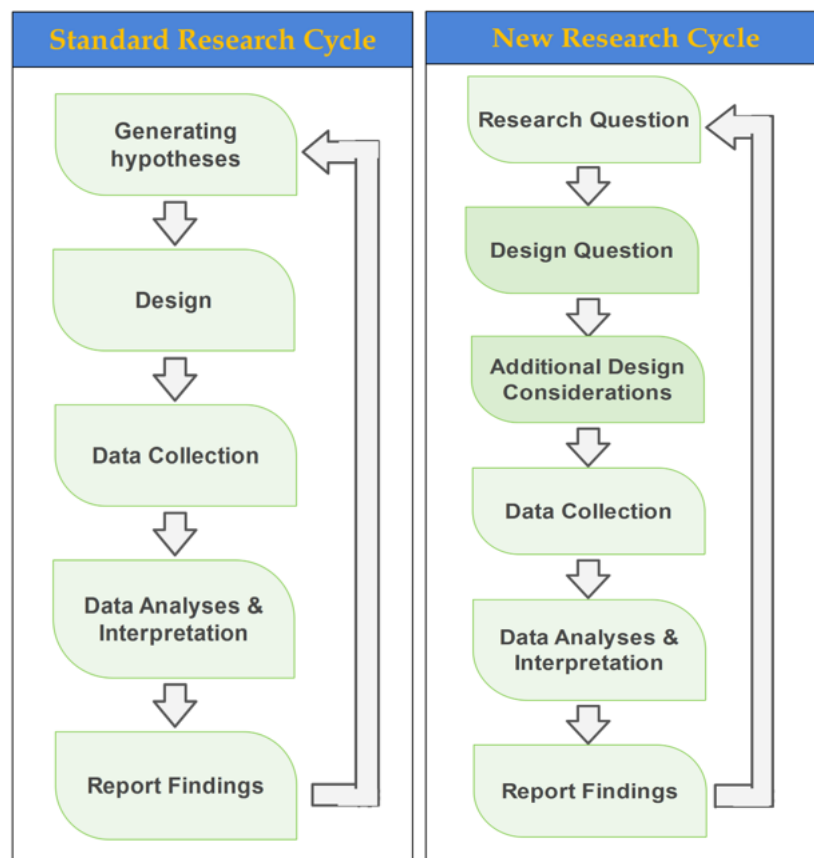 Standard Research Cycle
Generating
hypotheses
Design
Data Collection
Data Analyses &
Interpretation
Report Findings
New Research Cycle
Research Question
Design Question
Additional Design
Considerations
Data Collection
Data Analyses &
Interpretation
Report Findings